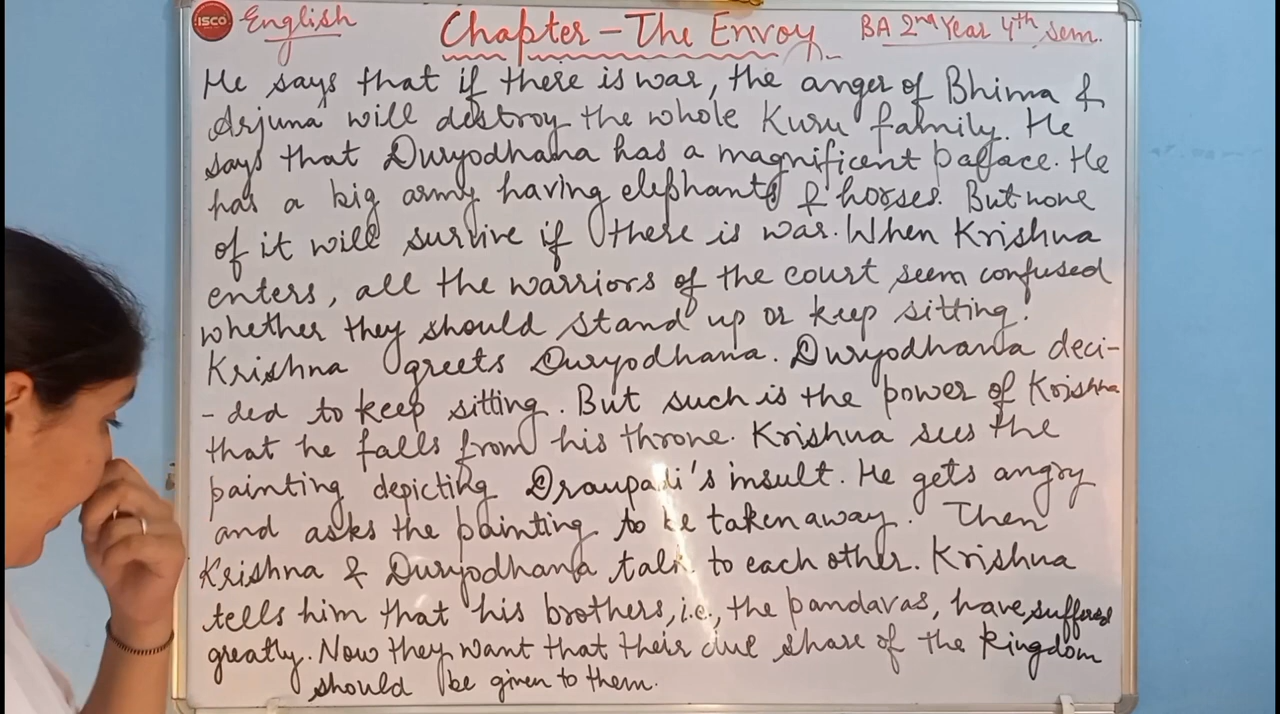 ISCO English Chapter - The Envoy BA 2nd Year 4th sem.
He says that if there is war, the anger of Bhima &
Arjuna will destroy the whole Kuru family. He
says that Duryodhana has a magnificent pallace. He
has a big army having elephants & horses. But none
of it will survive if there is war. When Krishna
enters, all the warriors of the court seem confused
whether they should stand up or keep sitting.
Krishna greets Duryodhana. Duryodhana deci-
- ded to keep sitting. But such is the power of Krishna
that he falls from his throne. Krishna sees the
painting depicting Draupadi's insult. He gets angry
and asks the painting to be taken away. Then
Krishna & Duryodhana talk to each other. Krishna
tells him that his brothers, i.e., the pandavas, have suffered
greatly. Now they want that their due share of the kingdom
should be given to them.